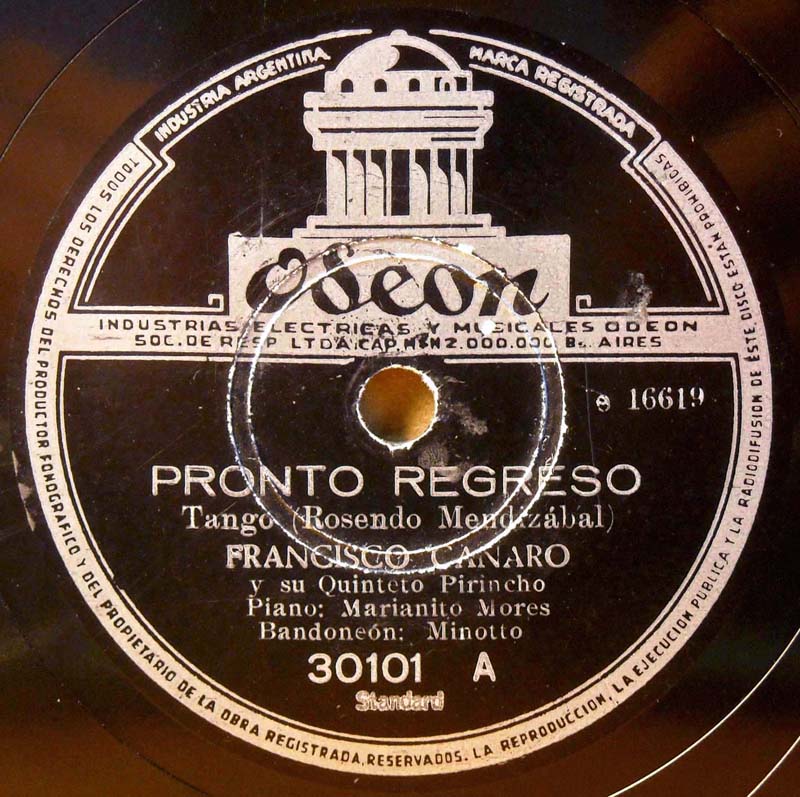 INDUSTRIA ARGENTINA
MARCA REGISTRADA
Odeon
INDUSTRIAS ELECTRICAS Y MUSICALES ODEON
SOC. DE RESP. LTDA. CAP. M$N 2.000.000 Bs. AIRES
e 16619
PRONTO REGRESO
Tango (Rosendo Mendizábal)
FRANCISCO CANARO
y su Quinteto Pirincho
Piano: Marianito Mores
Bandoneón: Minotto
30101 A
Standard
TODOS LOS DERECHOS DEL PRODUCTOR FONOGRAFICO Y DEL PROPIETARIO DE LA OBRA REGISTRADA, RESERVADOS. LA REPRODUCCION, LA EJECUCION PUBLICA Y LA RADIODIFUSION DE ÉSTE DISCO ESTÁN PROHIBIDAS